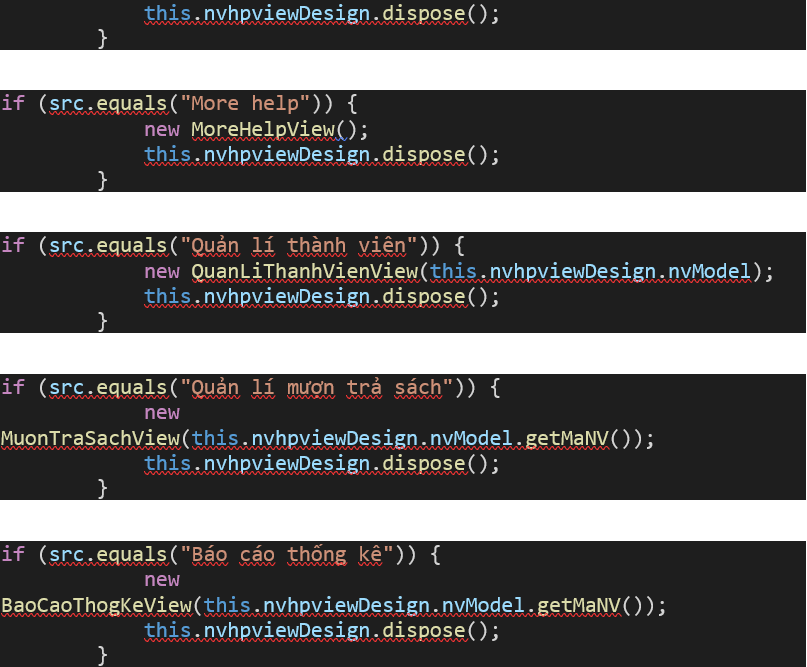 this.nvhpviewDesign.dispose();
}
if (src.equals("More help")) {
new MoreHelpView();
this.nvhpviewDesign.dispose();
}
if (src.equals("Quản lí thành viên")) {
new QuanLiThanhVienView(this.nvhpviewDesign.nvModel);
this.nvhpviewDesign.dispose();
}
if (src.equals("Quản lí mượn trả sách")) {
new
MuonTraSachView(this.nvhpviewDesign.nvModel.getMaNV());
this.nvhpviewDesign.dispose();
}
if (src.equals("Báo cáo thống kê")) {
new
BaoCaoThogKeView(this.nvhpviewDesign.nvModel.getMaNV());
this.nvhpviewDesign.dispose();
}